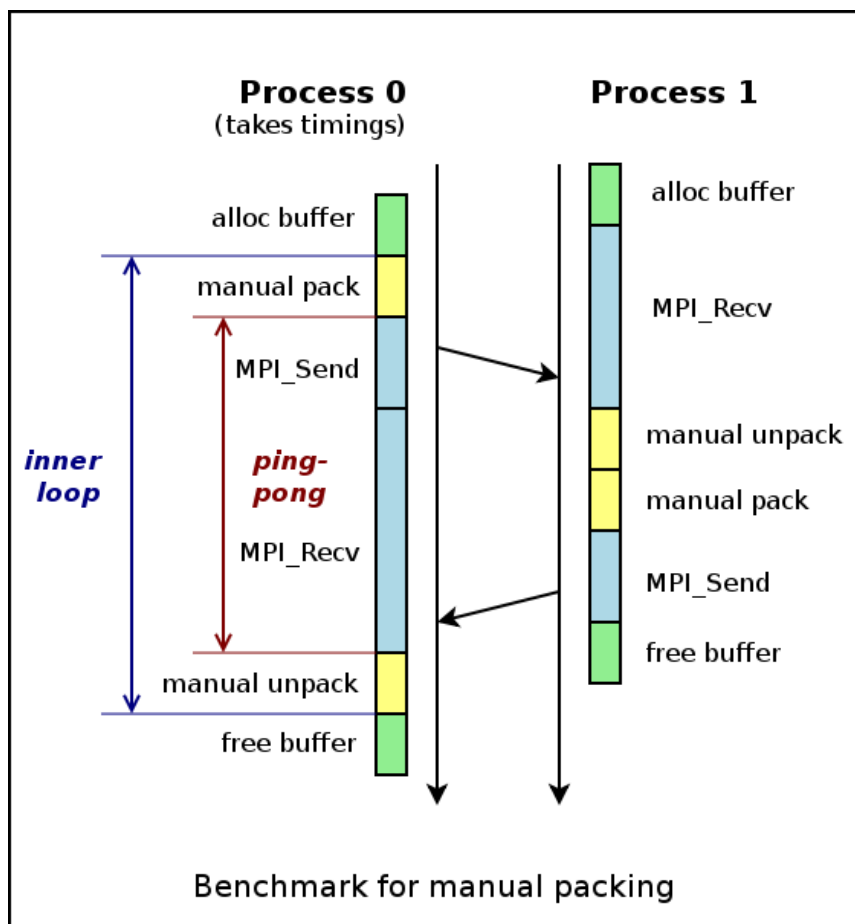 Process 0
(takes timings)
Process 1
alloc buffer
manual pack
MPI_Send
inner
loop
ping-
pong
MPI_Recv
manual unpack
free buffer
alloc buffer
MPI_Recv
manual unpack
manual pack
MPI_Send
free buffer
Benchmark for manual packing